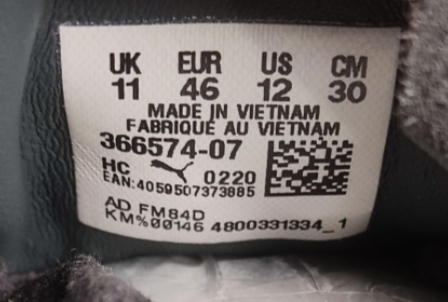 UK EUR US CM
11 46 12 30
MADE IN VIETNAM
FABRIQUÉ AU VIETNAM
366574-07
HC 0220
EAN:4059507373885
AD FM84D
KM%00146 4800331334_1